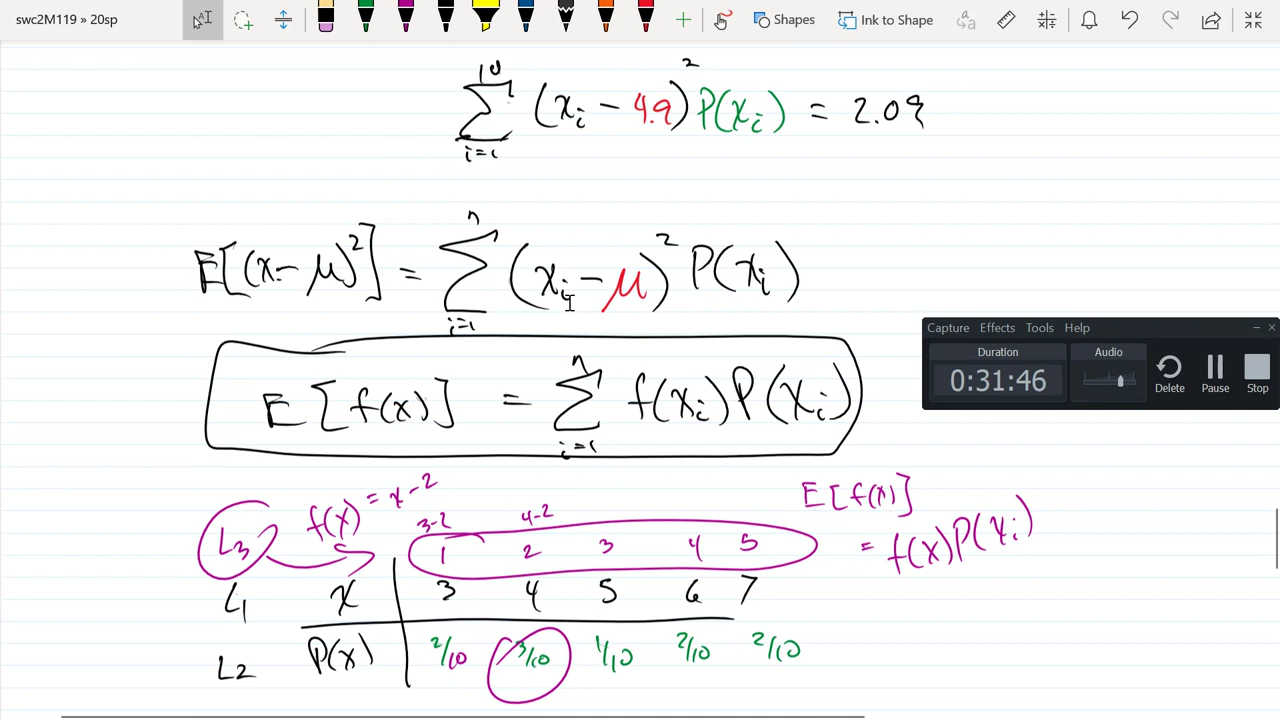 swc2M119 » 20sp
Shapes
Ink to Shape
10
∑ (xᵢ − 4.9)² P(xᵢ) = 2.09
i=1
n
E[(x − μ)²] = ∑ (xᵢ − μ)² P(xᵢ)
i=1
Capture Effects Tools Help
Duration Audio
0:31:46
Delete Pause Stop
n
E[f(x)] = ∑ f(xᵢ)P(xᵢ)
i=1
f(x) = x−2
3-2 4-2
E[f(x)]
= f(x)P(xᵢ)
L₃ 1 2 3 4 5
L₁ x 3 4 5 6 7
L2 P(x) 2/10 3/10 1/10 2/10 2/10